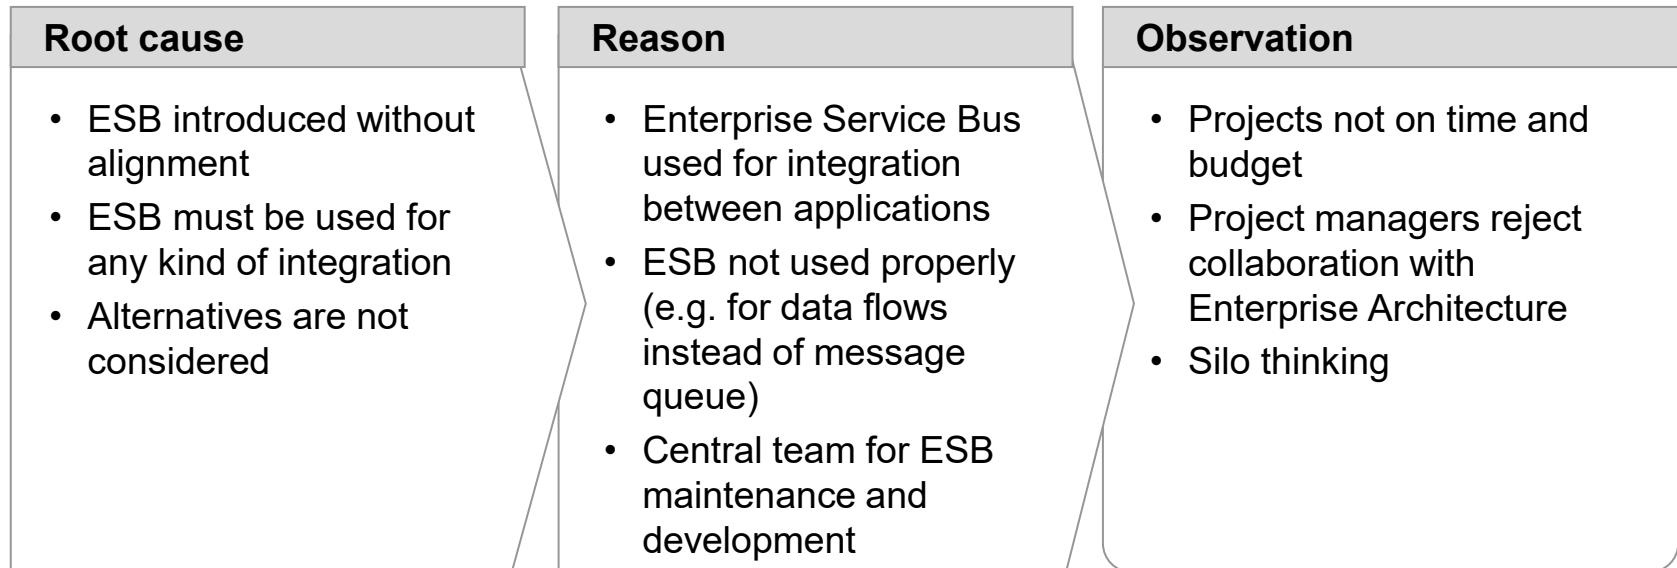 Root cause
• ESB introduced without
alignment
• ESB must be used for
any kind of integration
• Alternatives are not
considered
Reason
• Enterprise Service Bus
used for integration
between applications
• ESB not used properly
(e.g. for data flows
instead of message
queue)
• Central team for ESB
maintenance and
development
Observation
• Projects not on time and
budget
• Project managers reject
collaboration with
Enterprise Architecture
• Silo thinking